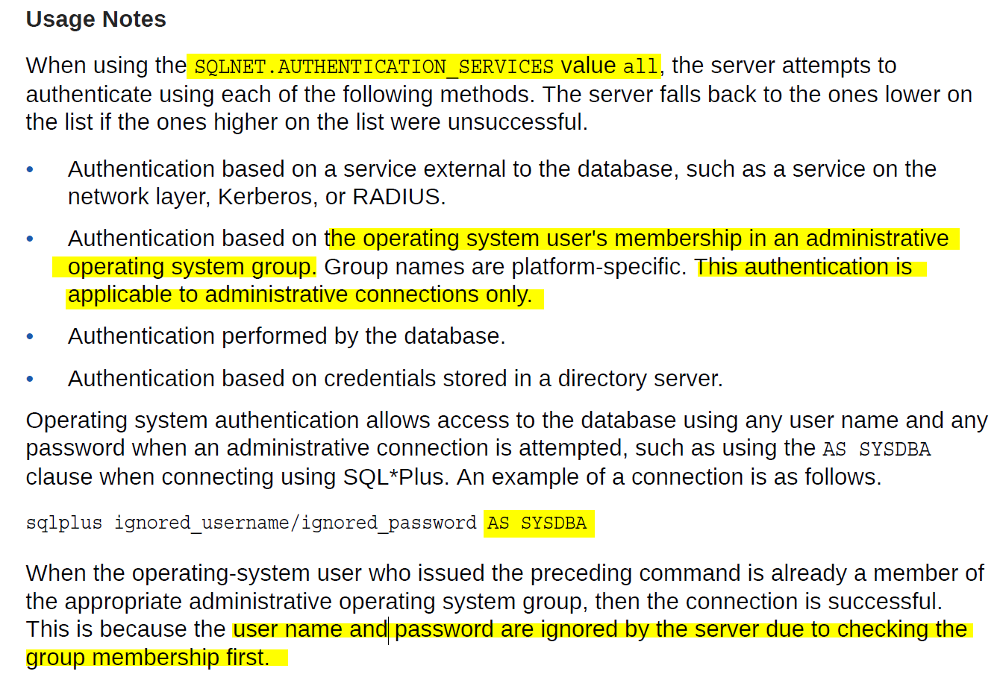 Usage Notes
When using the SQLNET.AUTHENTICATION_SERVICES value all, the server attempts to
authenticate using each of the following methods. The server falls back to the ones lower on
the list if the ones higher on the list were unsuccessful.
• Authentication based on a service external to the database, such as a service on the
network layer, Kerberos, or RADIUS.
• Authentication based on the operating system user's membership in an administrative
operating system group. Group names are platform-specific. This authentication is
applicable to administrative connections only.
• Authentication performed by the database.
• Authentication based on credentials stored in a directory server.
Operating system authentication allows access to the database using any user name and any
password when an administrative connection is attempted, such as using the AS SYSDBA
clause when connecting using SQL*Plus. An example of a connection is as follows.
sqlplus ignored_username/ignored_password AS SYSDBA
When the operating-system user who issued the preceding command is already a member of
the appropriate administrative operating system group, then the connection is successful.
This is because the user name and password are ignored by the server due to checking the
group membership first.